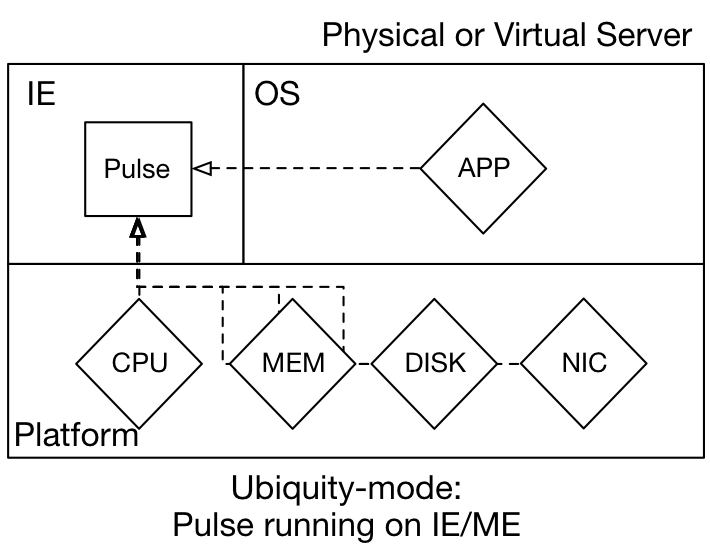 Physical or Virtual Server
IE
OS
Pulse
APP
CPU
MEM
DISK
NIC
Platform
Ubiquity-mode:
Pulse running on IE/ME